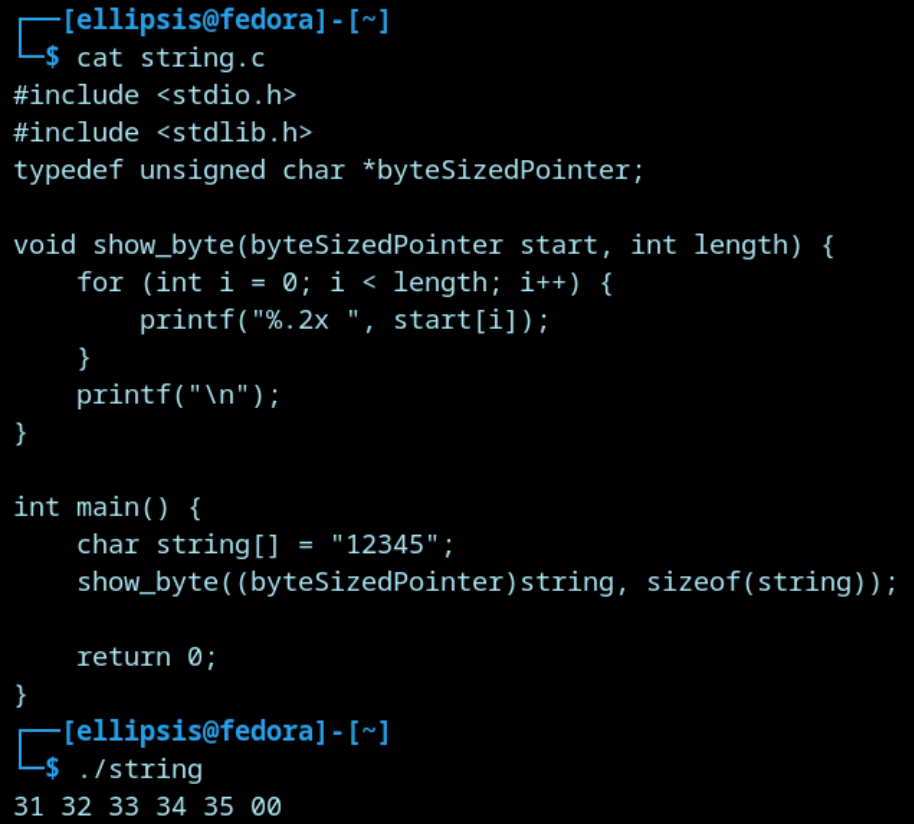 ┌──[ellipsis@fedora]-[~]
└─$ cat string.c
#include <stdio.h>
#include <stdlib.h>
typedef unsigned char *byteSizedPointer;

void show_byte(byteSizedPointer start, int length) {
    for (int i = 0; i < length; i++) {
        printf("%.2x ", start[i]);
    }
    printf("\n");
}

int main() {
    char string[] = "12345";
    show_byte((byteSizedPointer)string, sizeof(string));

    return 0;
}
┌──[ellipsis@fedora]-[~]
└─$ ./string
31 32 33 34 35 00